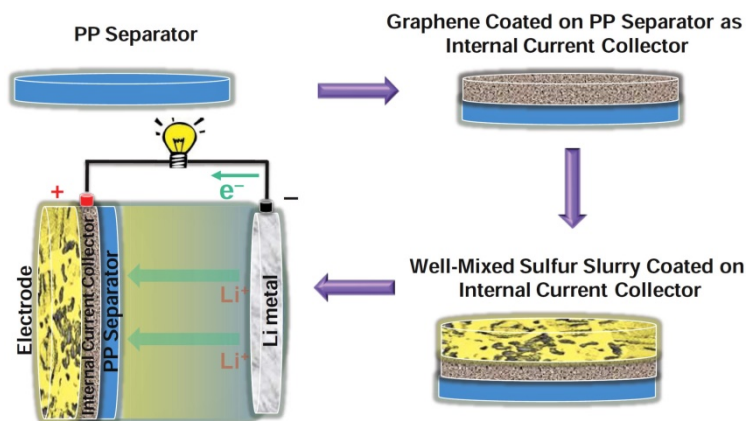 PP Separator
Graphene Coated on PP Separator as
Internal Current Collector
Well-Mixed Sulfur Slurry Coated on
Internal Current Collector
+
e⁻
–
Electrode
Internal Current Collector
PP Separator
Li⁺
Li⁺
Li metal